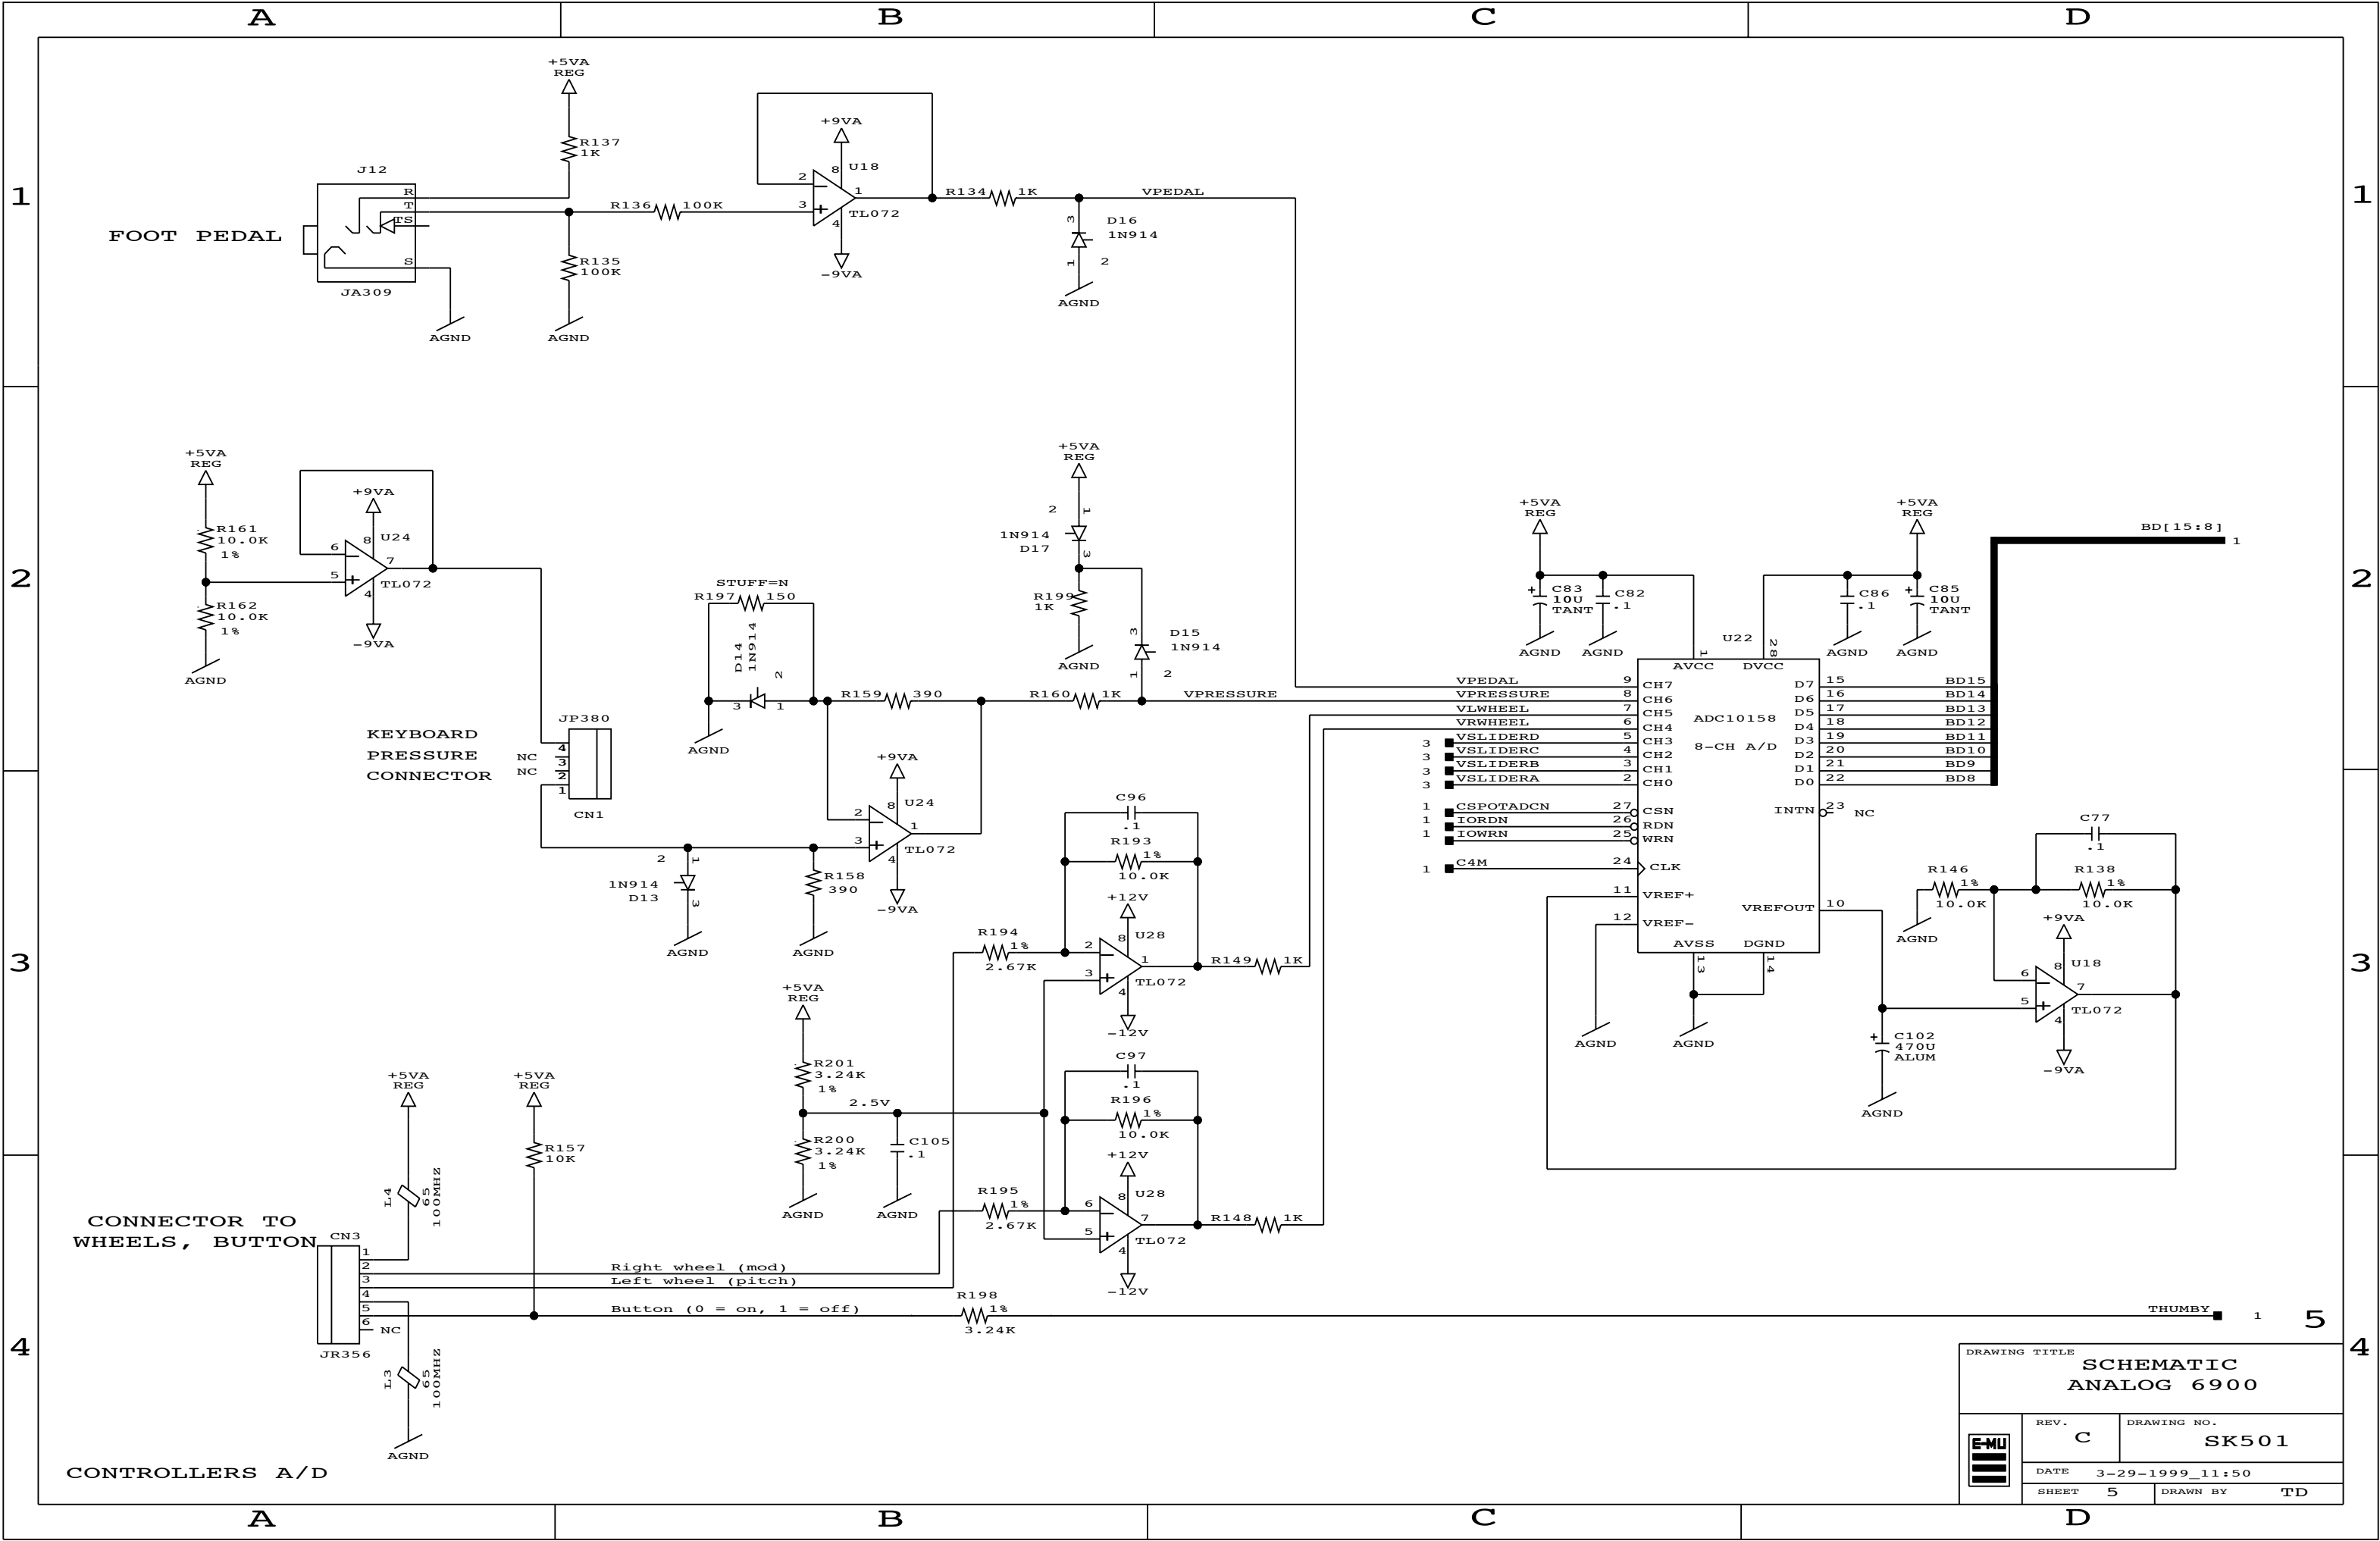 A
B
C
D
1
1
2
2
3
3
4
4
A
B
C
D
+5VA
REG
R137
1K
J12
R
T
TS
S
FOOT PEDAL
JA309
AGND
R136 100K
R135
100K
AGND
+9VA
U18
8
2
3
1
4
TL072
-9VA
R134 1K
VPEDAL
3
D16
1N914
1
2
AGND
+5VA
REG
R161
10.0K
1%
R162
10.0K
1%
AGND
+9VA
U24
8
6
5
7
4
TL072
-9VA
STUFF=N
R197 150
D14
1N914
2
3
1
AGND
R159 390
R160 1K
VPRESSURE
+5VA
REG
2
1
1N914
D17
3
R199
1K
AGND
3
D15
1N914
1
2
KEYBOARD
PRESSURE
CONNECTOR
JP380
NC
NC
4
3
2
1
CN1
+9VA
U24
8
2
3
1
4
TL072
-9VA
2
1
1N914
D13
3
AGND
R158
390
AGND
+5VA
REG
C83
10U
TANT
AGND
C82
.1
AGND
+5VA
REG
C86
.1
AGND
C85
10U
TANT
AGND
BD[15:8]
1
U22
1
28
AVCC
DVCC
ADC10158
8-CH A/D
VPEDAL 9 CH7
VPRESSURE 8 CH6
VLWHEEL 7 CH5
VRWHEEL 6 CH4
3 VSLIDERD 5 CH3
3 VSLIDERC 4 CH2
3 VSLIDERB 3 CH1
3 VSLIDERA 2 CH0
1 CSPOTADCN 27 CSN
1 IORDN 26 RDN
1 IOWRN 25 WRN
1 C4M 24 CLK
11 VREF+
12 VREF-
D7 15 BD15
D6 16 BD14
D5 17 BD13
D4 18 BD12
D3 19 BD11
D2 20 BD10
D1 21 BD9
D0 22 BD8
INTN 23 NC
VREFOUT 10
AVSS
DGND
13
14
AGND
AGND
C77
.1
R146
1%
10.0K
AGND
R138
1%
10.0K
+9VA
U18
8
6
5
7
4
TL072
-9VA
C102
470U
ALUM
AGND
C96
.1
R193
1%
10.0K
+12V
U28
8
R194
1%
2.67K
2
3
1
4
TL072
-12V
R149 1K
+5VA
REG
R201
3.24K
1%
2.5V
R200
3.24K
1%
AGND
C105
.1
AGND
C97
.1
R196
1%
10.0K
+12V
U28
8
R195
1%
2.67K
6
5
7
4
TL072
-12V
R148 1K
+5VA
REG
L4
65
100MHZ
+5VA
REG
R157
10K
CONNECTOR TO
WHEELS, BUTTON
CN3
1
2
3
4
5
6
NC
JR356
L3
65
100MHZ
AGND
Right wheel (mod)
Left wheel (pitch)
Button (0 = on, 1 = off)
R198
1%
3.24K
THUMBY
1
5
CONTROLLERS A/D
DRAWING TITLE
SCHEMATIC
ANALOG 6900
E-MU
REV.
C
DRAWING NO.
SK501
DATE 3-29-1999_11:50
SHEET 5
DRAWN BY TD